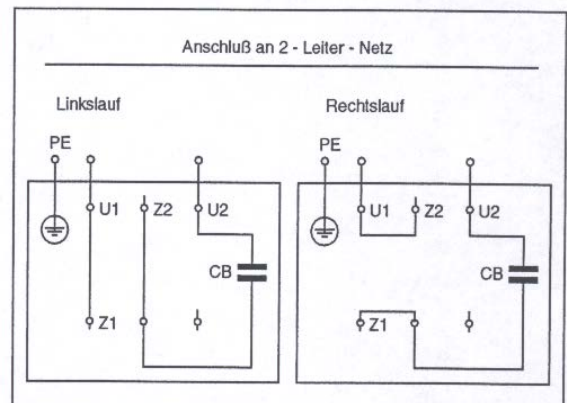 Anschluß an 2 - Leiter - Netz
Linkslauf
Rechtslauf
PE
PE
U1
Z2
U2
U1
Z2
U2
CB
CB
Z1
Z1